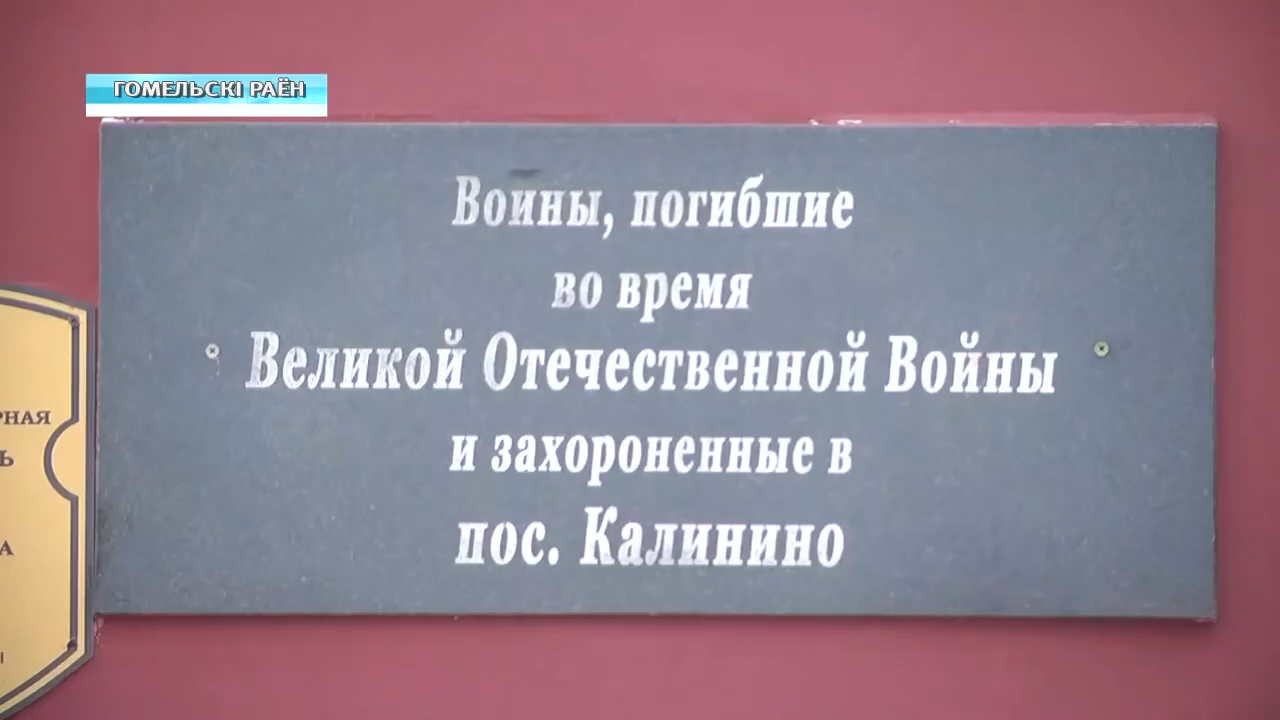 ГОМЕЛЬСКІ РАЁН
Воины, погибшие
во время
Великой Отечественной Войны
и захороненные в
пос. Калинино